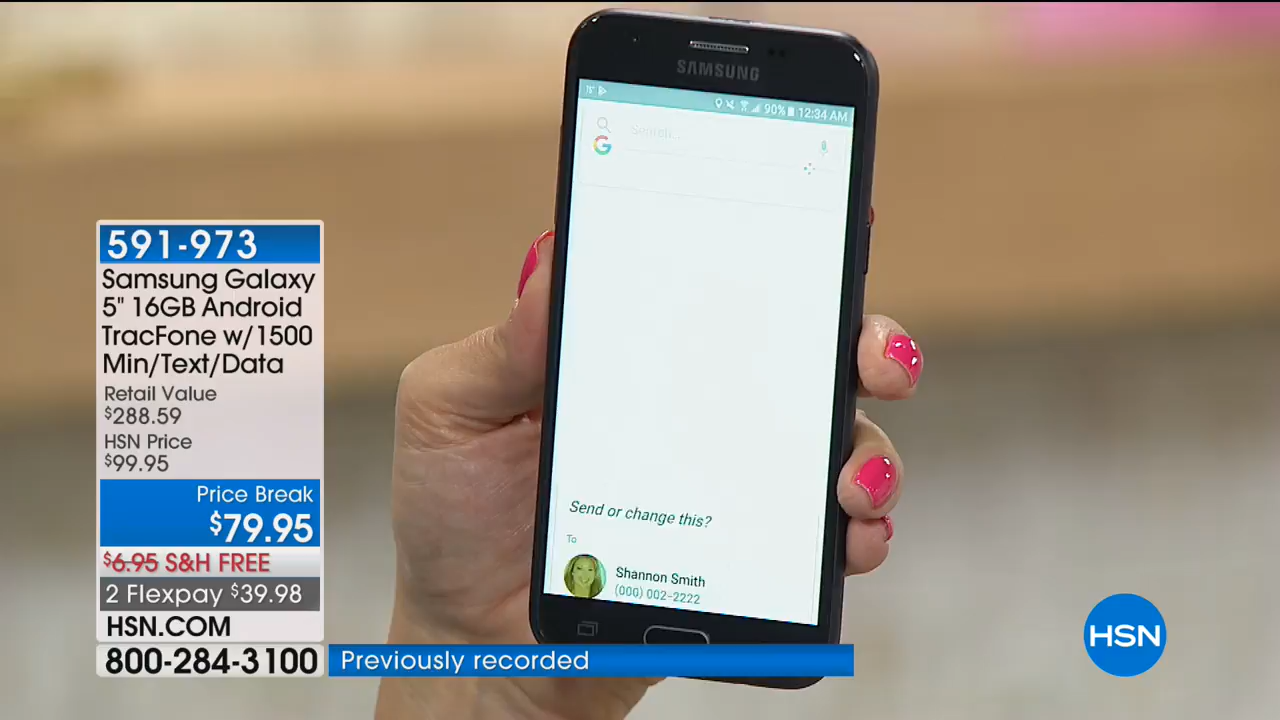 SAMSUNG
90% 12:34 AM
Search...
G
591-973
Samsung Galaxy
5" 16GB Android
TracFone w/1500
Min/Text/Data
Retail Value
$288.59
HSN Price
$99.95
Price Break
$79.95
$6.95 S&H FREE
2 Flexpay $39.98
HSN.COM
800-284-3100
Previously recorded
Send or change this?
To
Shannon Smith
(000) 002-2222
HSN